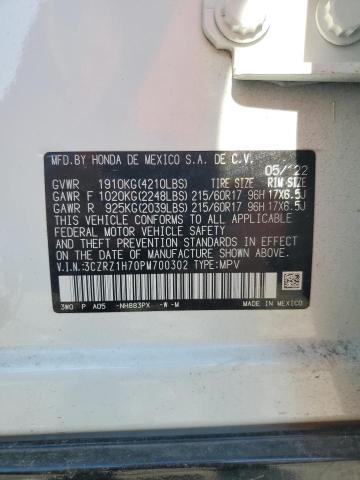 MFD.BY HONDA DE MEXICO S.A. DE C.V. 05/22
GVWR 1910KG(4210LBS) TIRE SIZE RIM SIZE
GAWR F 1020KG(2248LBS) 215/60R17 96H 17X6.5J
GAWR R 925KG(2039LBS) 215/60R17 96H 17X6.5J
THIS VEHICLE CONFORMS TO ALL APPLICABLE
FEDERAL MOTOR VEHICLE SAFETY
STANDARDS IN EFFECT ON THE DATE OF
MANUFACTURE SHOWN ABOVE.
V.I.N.:3CZRZ1H70PM700302 TYPE:MPV
3W0 P A05 -NH883PX- -W -M
MADE IN MEXICO